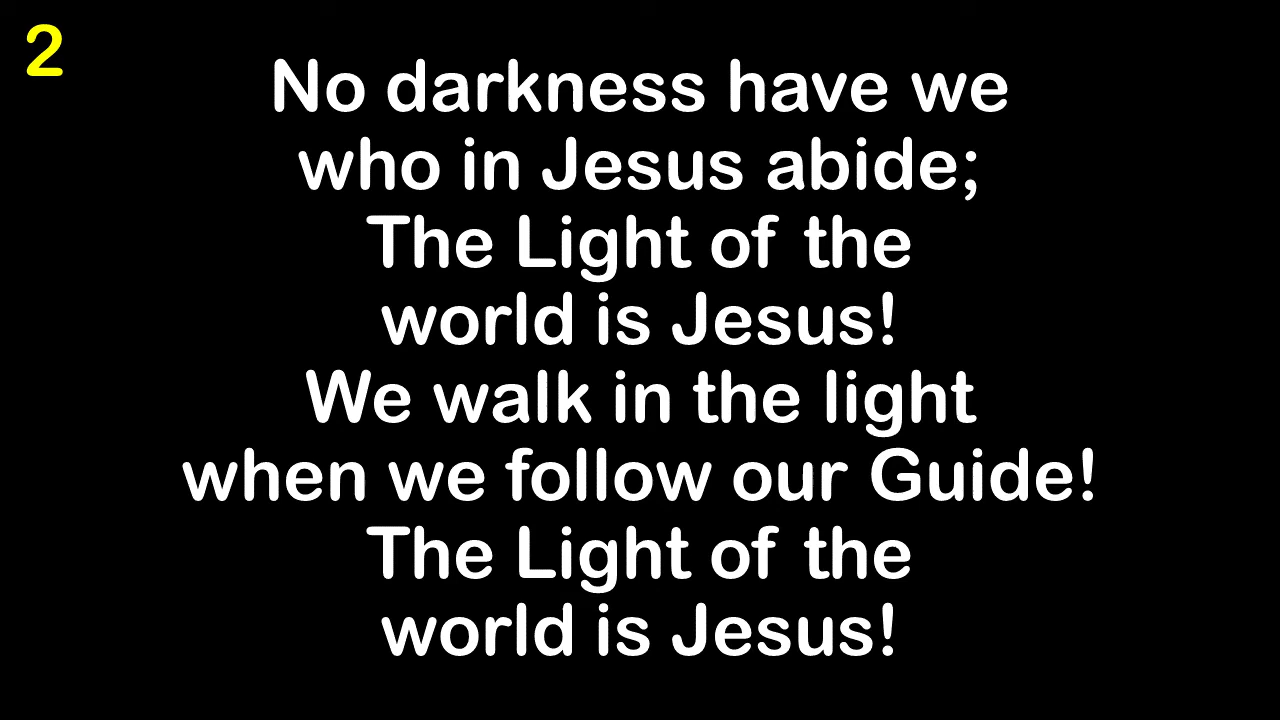 2
No darkness have we
who in Jesus abide;
The Light of the
world is Jesus!
We walk in the light
when we follow our Guide!
The Light of the
world is Jesus!